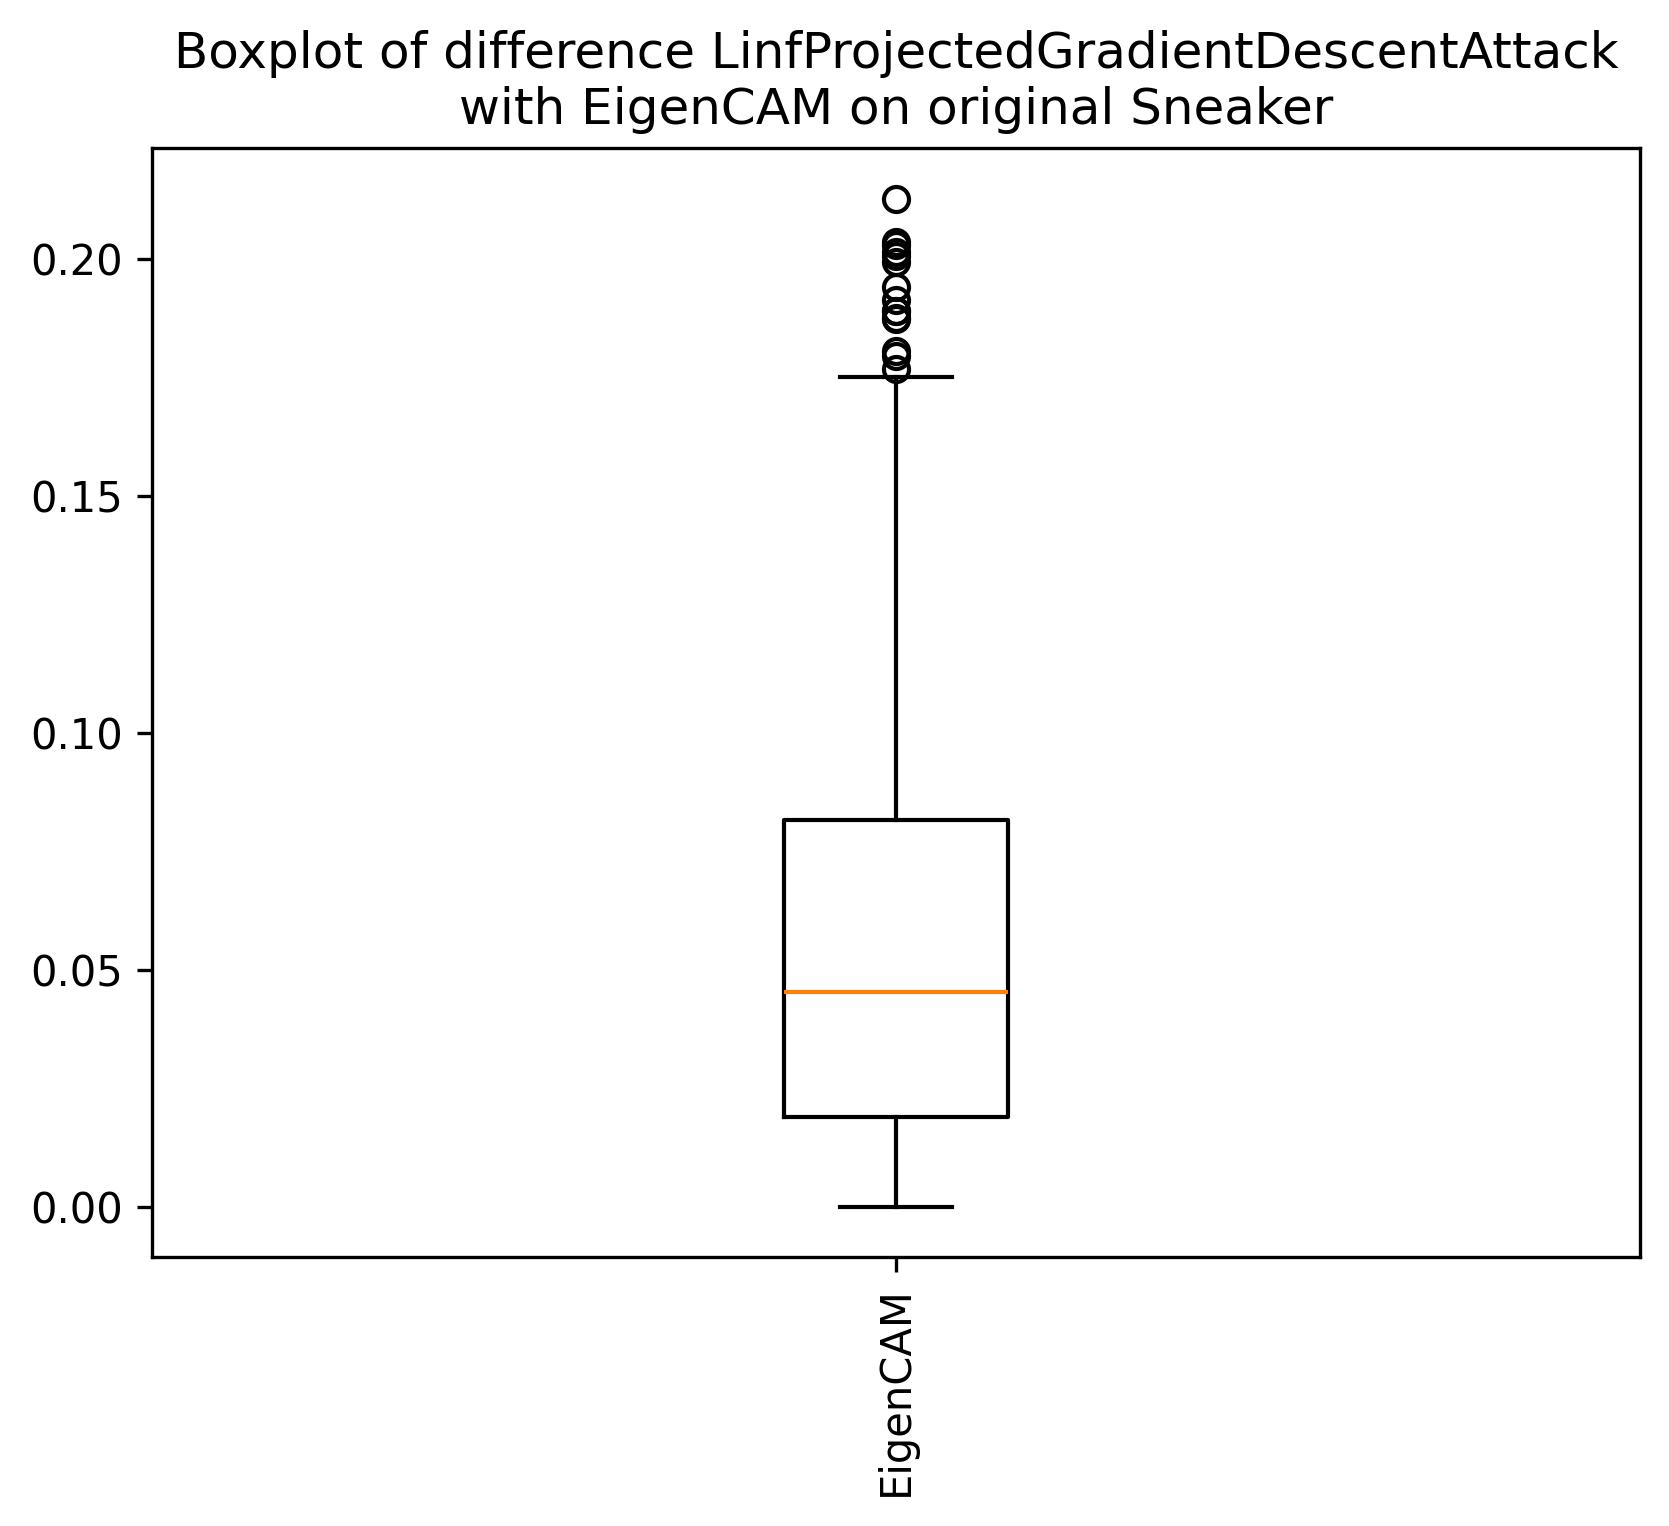 Boxplot of difference LinfProjectedGradientDescentAttack
with EigenCAM on original Sneaker
0.20
0.15
0.10
0.05
0.00
EigenCAM